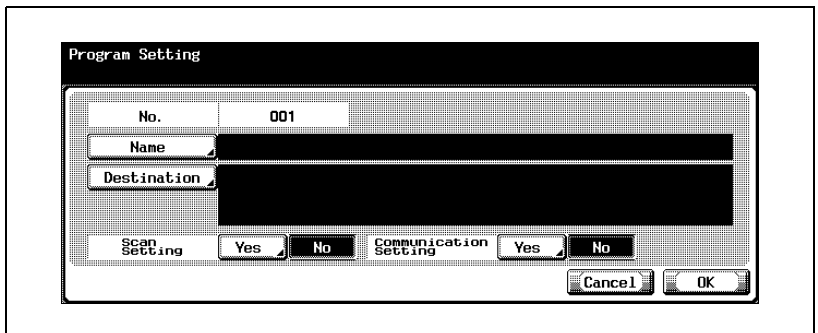 Program Setting
No. 001
Name
Destination
Scan Setting Yes No Communication Setting Yes No
Cancel OK